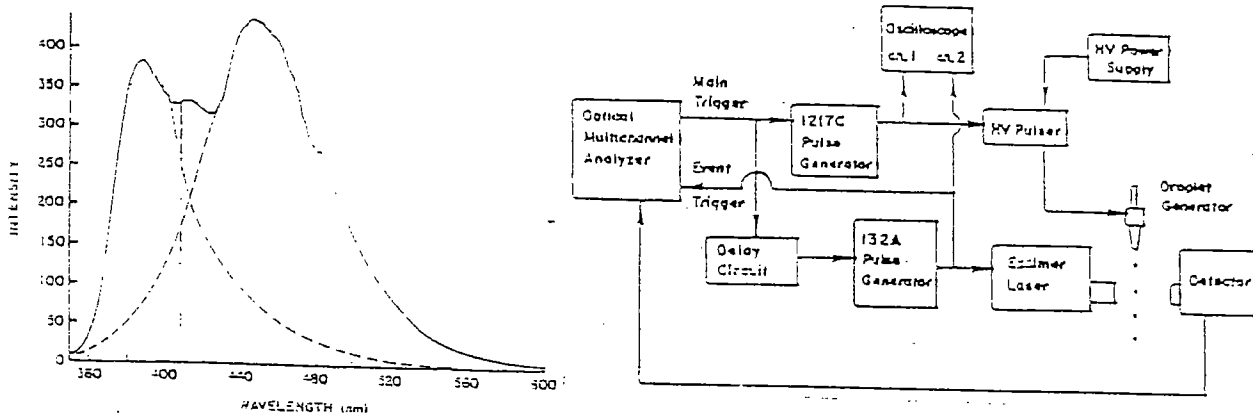 400
350
300
250
200
150
100
50
0
INTENSITY
360
400
440
480
520
560
600
WAVELENGTH (nm)
Optical
Multichannel
Analyzer
Main
Trigger
Event
Trigger
1217C
Pulse
Generator
Oscilloscope
ch.1 ch.2
HV Power
Supply
HV Pulser
Droplet
Generator
Delay
Circuit
132A
Pulse
Generator
Excimer
Laser
Detector